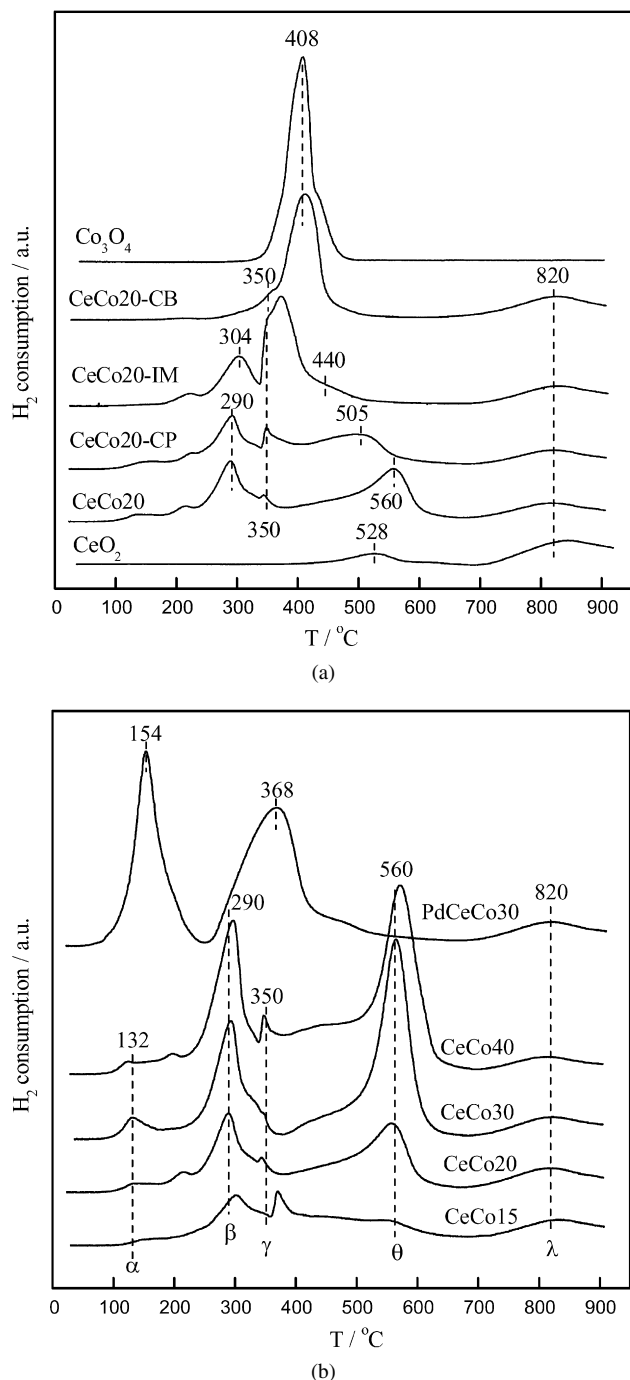 408
Co₃O₄
350
820
CeCo20-CB
304
440
CeCo20-IM
290
505
CeCo20-CP
CeCo20
350
560
528
CeO₂
H₂ consumption / a.u.
0 100 200 300 400 500 600 700 800 900
T / °C
(a)
154
368
560
PdCeCo30
820
290
350
CeCo40
132
CeCo30
CeCo20
CeCo15
α β γ θ λ
H₂ consumption / a.u.
0 100 200 300 400 500 600 700 800 900
T / °C
(b)